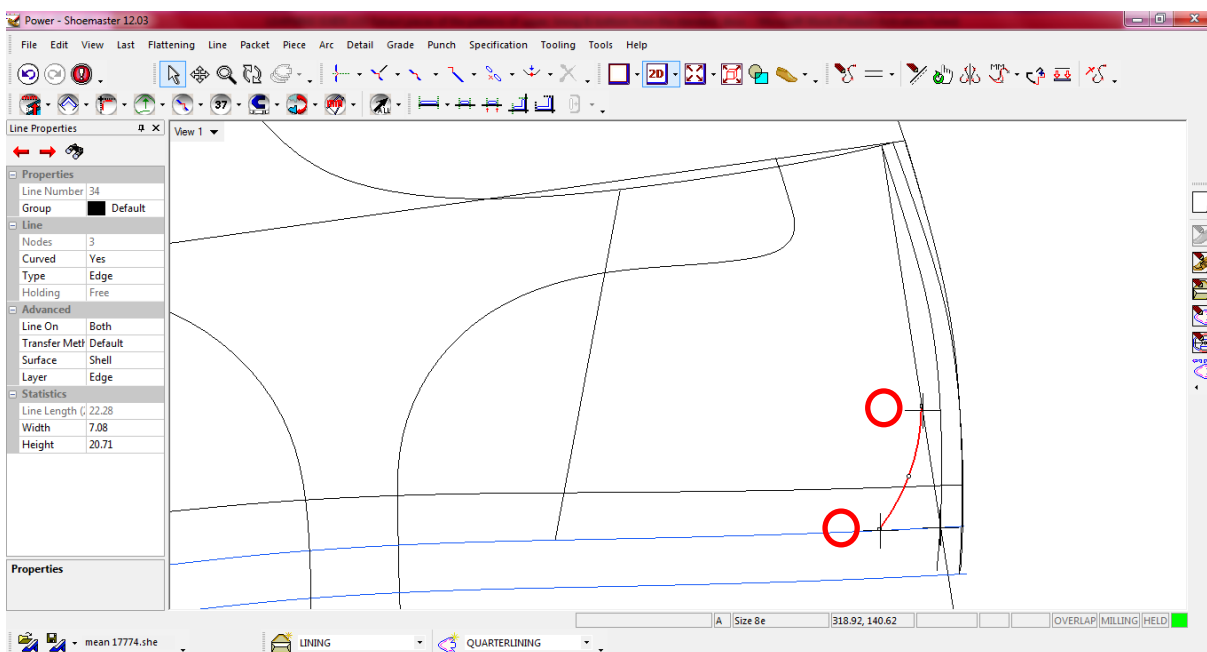 Power - Shoemaster 12.03
File Edit View Last Flattening Line Packet Piece Arc Detail Grade Punch Specification Tooling Tools Help
2D
MM
37
Line Properties
View 1
Properties
Line Number 34
Group Default
Line
Nodes 3
Curved Yes
Type Edge
Holding Free
Advanced
Line On Both
Transfer Meth Default
Surface Shell
Layer Edge
Statistics
Line Length (: 22.28
Width 7.08
Height 20.71
Properties
A Size 8e 318.92, 140.62 OVERLAP MILLING HELD
mean 17774.she LINING QUARTERLINING